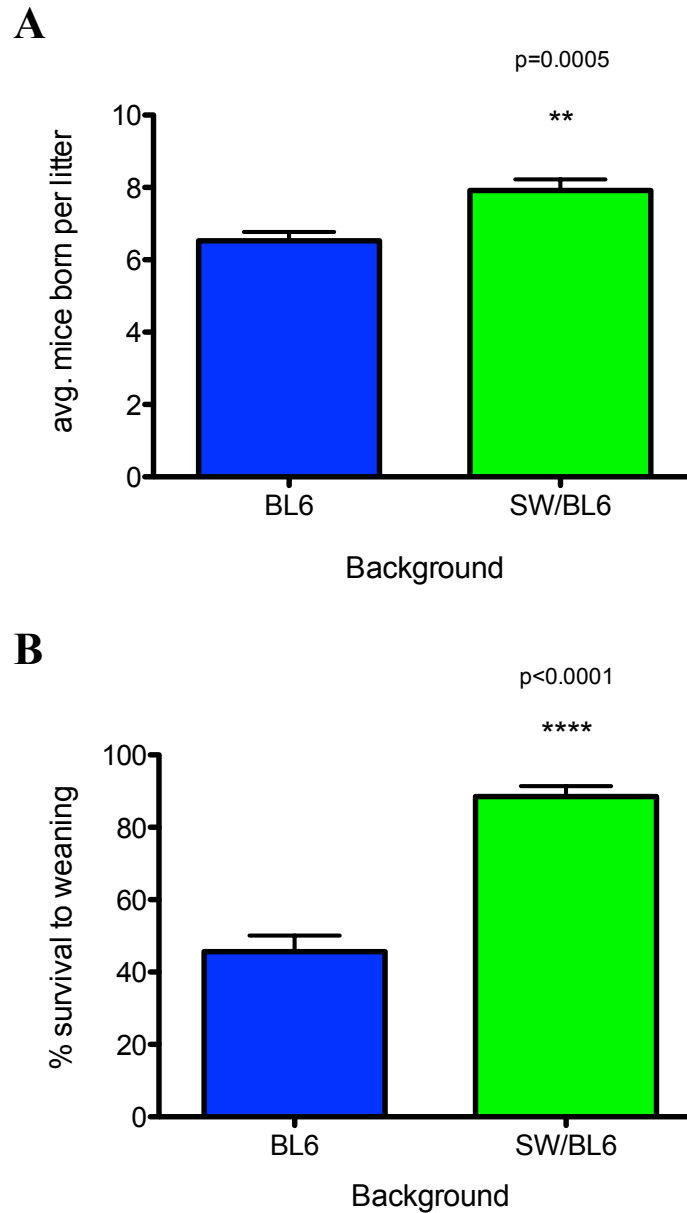 A
p=0.0005
**
avg. mice born per litter
10
8
6
4
2
0
BL6 SW/BL6
Background
B
p<0.0001
****
% survival to weaning
100
80
60
40
20
0
BL6 SW/BL6
Background